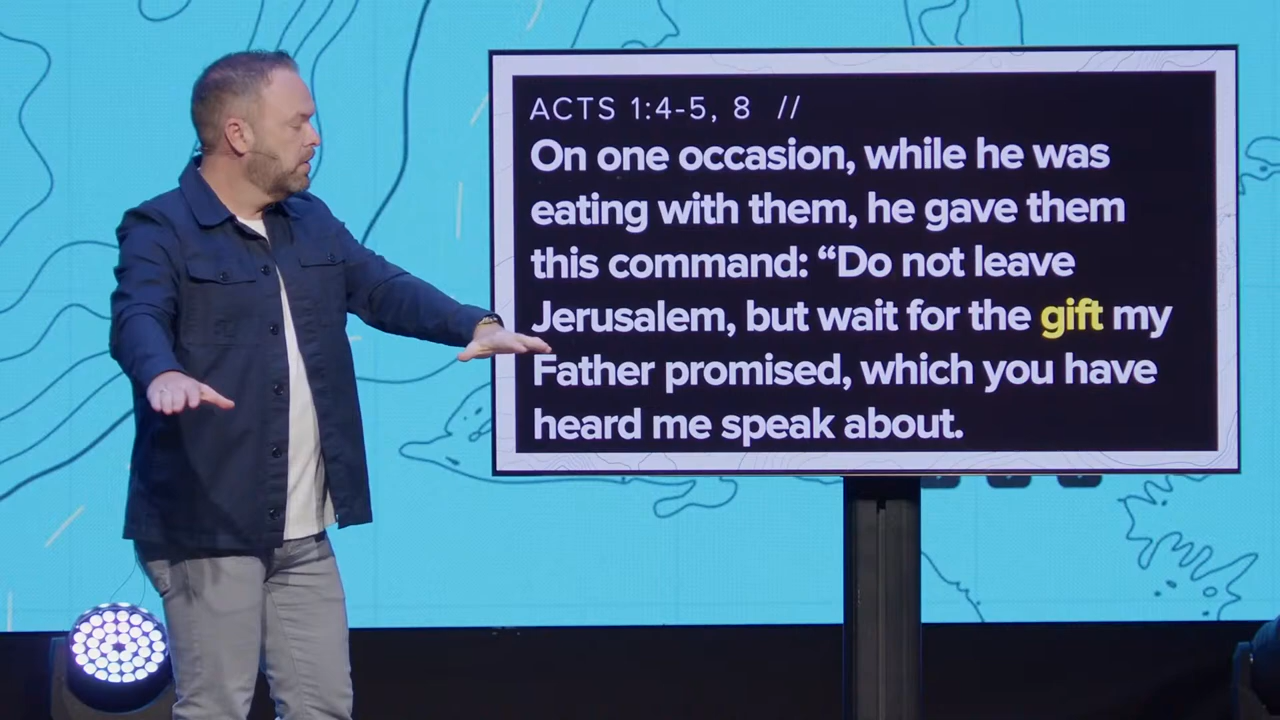 ACTS 1:4-5, 8 //
On one occasion, while he was
eating with them, he gave them
this command: “Do not leave
Jerusalem, but wait for the gift my
Father promised, which you have
heard me speak about.